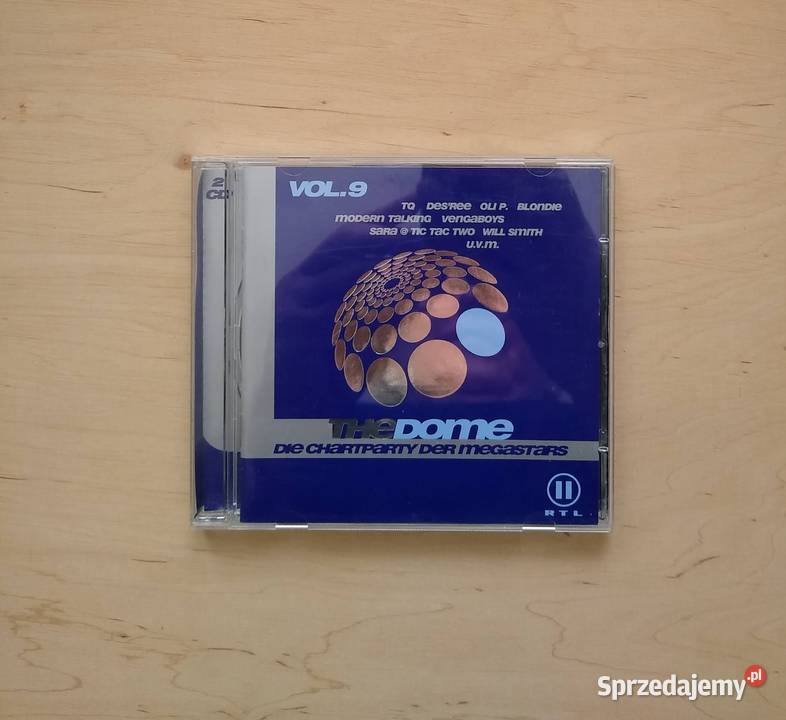 2
CD
VOL.9
TQ DES'REE OLI P. BLONDIE
MODERN TALKING VENGABOYS
SARA @ TIC TAC TWO WILL SMITH
U.V.M.
THE DOME
DIE CHARTPARTY DER MEGASTARS
II
RTL
Sprzedajemy.pl